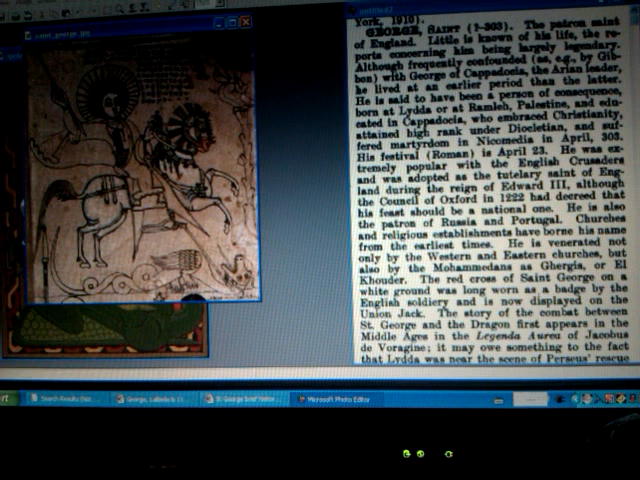 saint_george.jpg
untitled2
York, 1910).
GEORGE, SAINT (?-303). The patron saint
of England. Little is known of his life, the re-
ports concerning him being largely legendary.
Although frequently confounded (as, e.g., by Gib-
bon) with George of Cappadocia, the Arian leader,
he lived at an earlier period than the latter.
He is said to have been a person of consequence,
born at Lydda or at Ramleh, Palestine, and edu-
cated in Cappadocia, who embraced Christianity,
attained high rank under Diocletian, and suf-
fered martyrdom in Nicomedia in April, 303.
His festival (Roman) is April 23. He was ex-
tremely popular with the English Crusaders
and was adopted as the tutelary saint of Eng-
land during the reign of Edward III, although
the Council of Oxford in 1222 had decreed that
his feast should be a national one. He is also
the patron of Russia and Portugal. Churches
and religious establishments have borne his name
from the earliest times. He is venerated not
only by the Western and Eastern churches, but
also by the Mohammedans as Ghergis, or El
Khouder. The red cross of Saint George on a
white ground was long worn as a badge by the
English soldiery and is now displayed on the
Union Jack. The story of the combat between
St. George and the Dragon first appears in the
Middle Ages in the Legenda Aurea of Jacobus
de Voragine; it may owe something to the fact
that Lydda was near the scene of Perseus' rescue
Search Results
George, Lalibela
St George brief
Microsoft Photo Editor